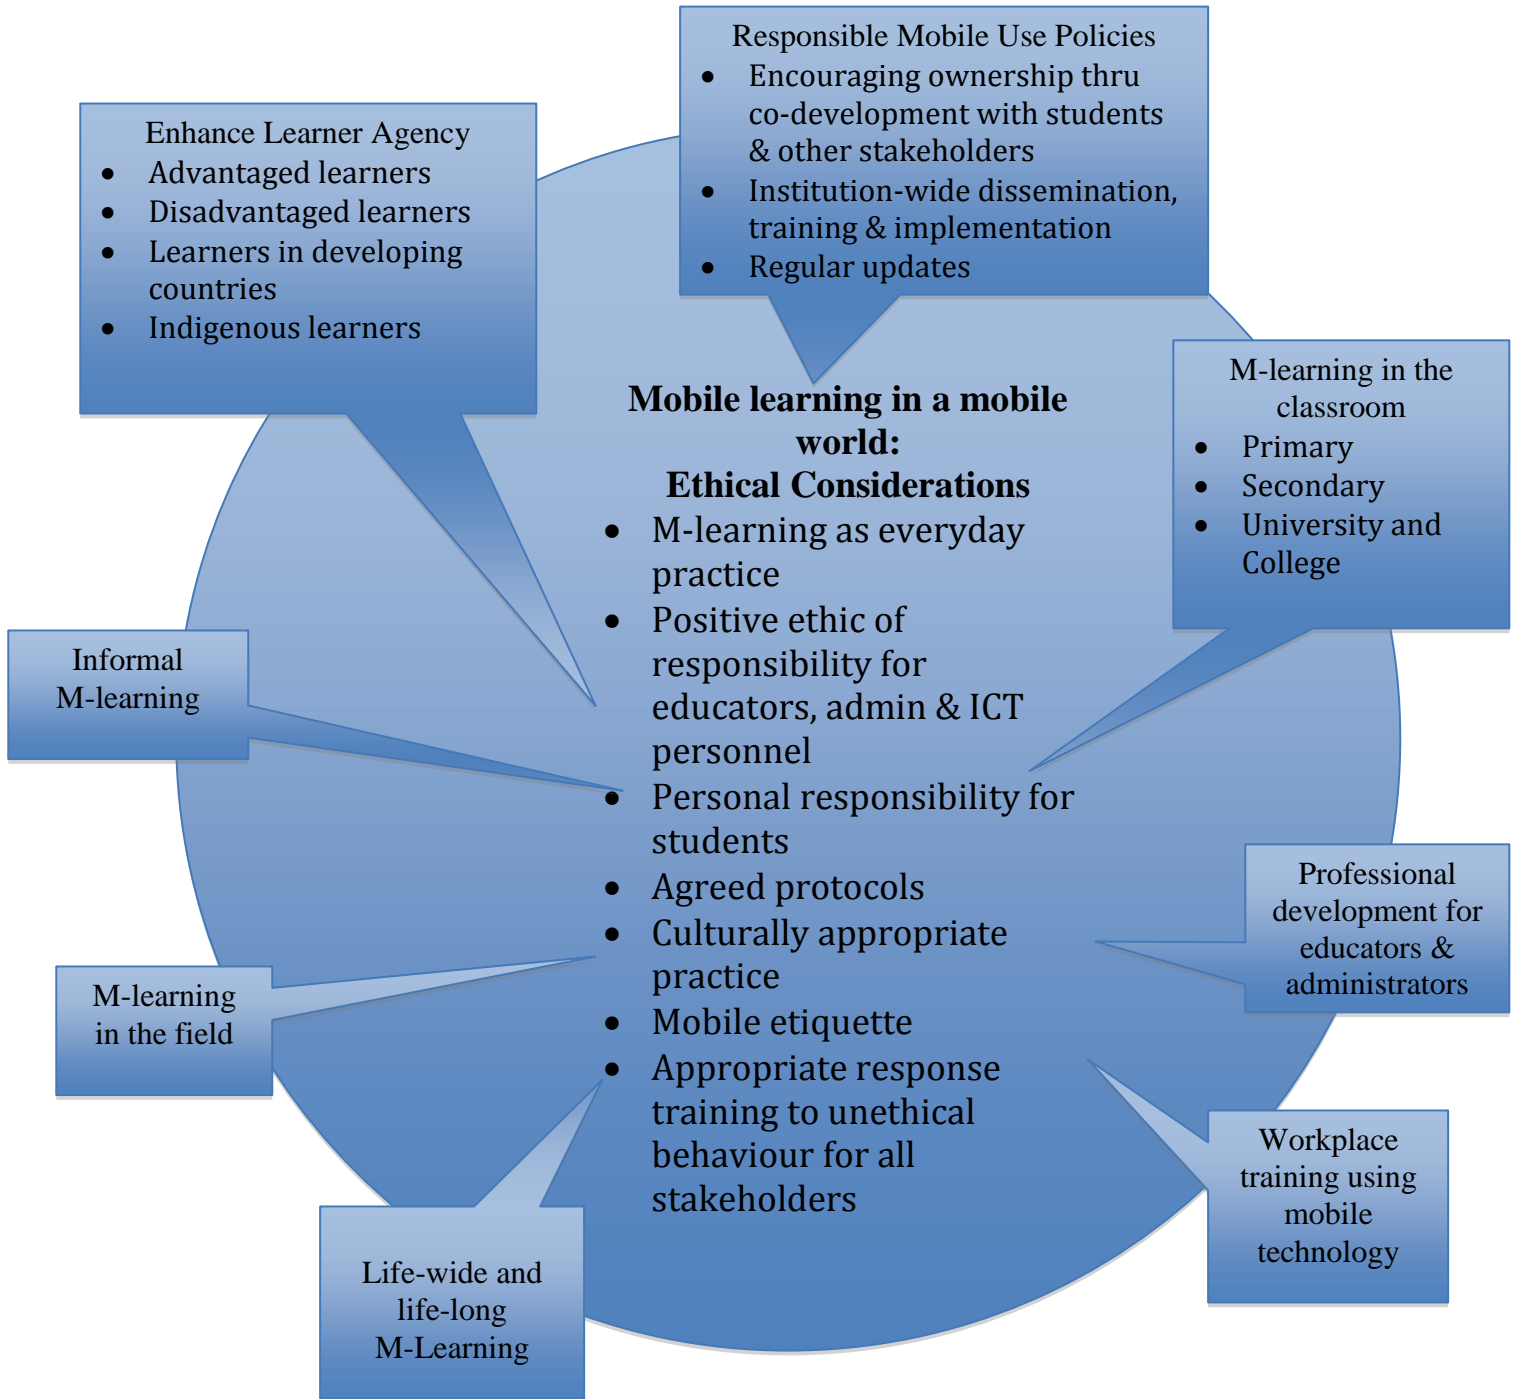 Responsible Mobile Use Policies
• Encouraging ownership thru
co-development with students
& other stakeholders
• Institution-wide dissemination,
training & implementation
• Regular updates
Enhance Learner Agency
• Advantaged learners
• Disadvantaged learners
• Learners in developing
countries
• Indigenous learners
M-learning in the
classroom
• Primary
• Secondary
• University and
College
Mobile learning in a mobile
world:
Ethical Considerations
• M-learning as everyday
practice
• Positive ethic of
responsibility for
educators, admin & ICT
personnel
• Personal responsibility for
students
• Agreed protocols
• Culturally appropriate
practice
• Mobile etiquette
• Appropriate response
training to unethical
behaviour for all
stakeholders
Informal
M-learning
Professional
development for
educators &
administrators
M-learning
in the field
Workplace
training using
mobile
technology
Life-wide and
life-long
M-Learning